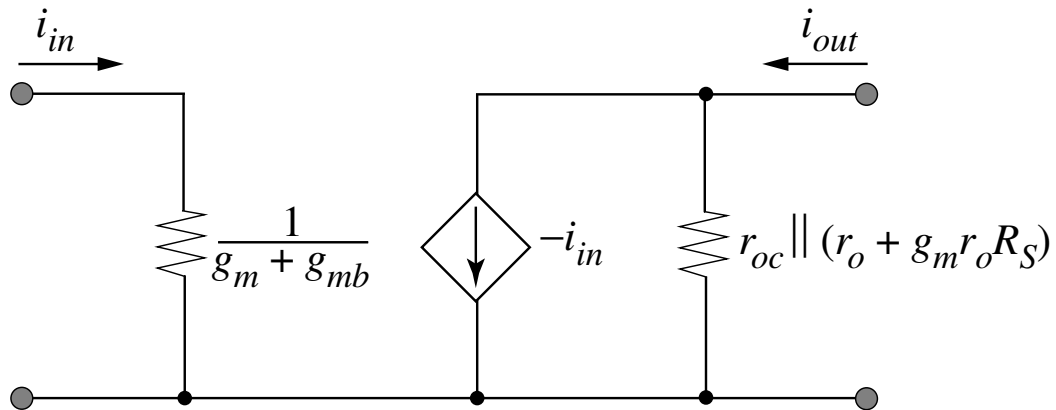 i_in
i_out
1 / (g_m + g_mb)
−i_in
r_oc || (r_o + g_m r_o R_S)